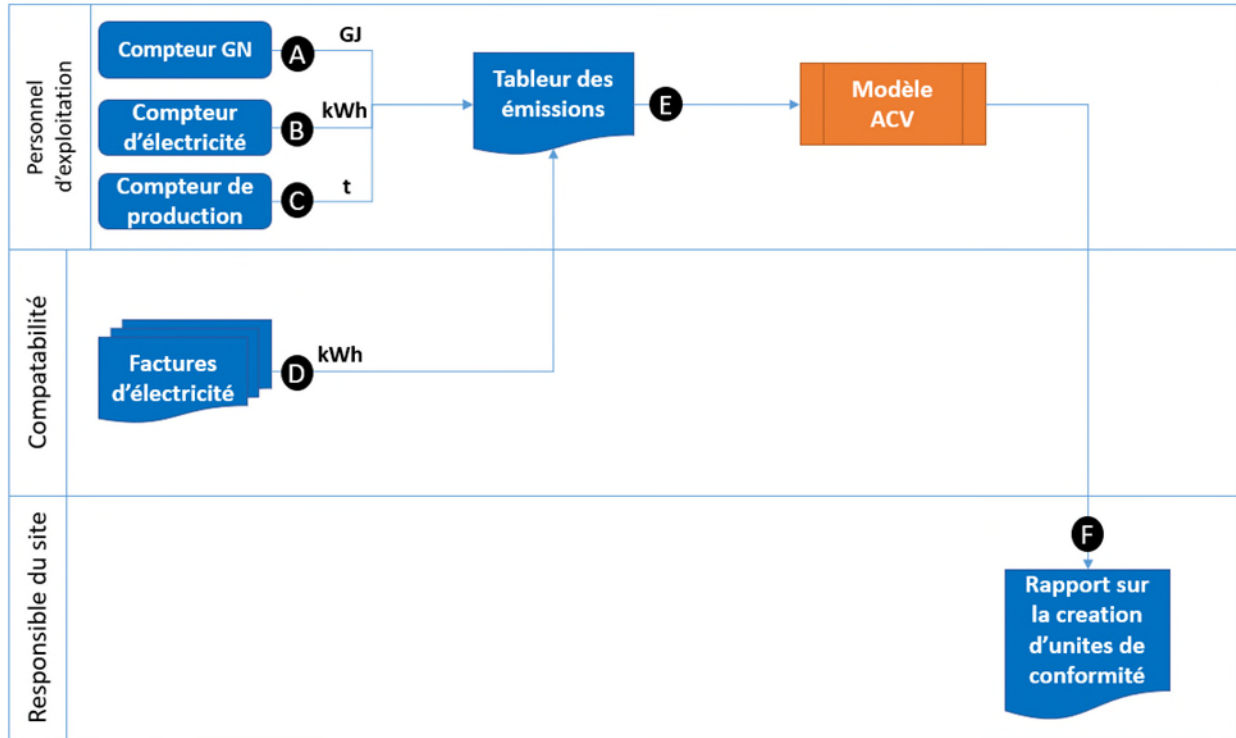 Personnel
d'exploitation
Compteur GN
A
GJ
Compteur
d'électricité
B
kWh
Compteur de
production
C
t
Tableur des
émissions
E
Modèle
ACV
Compatabilité
Factures
d'électricité
D
kWh
Responsible du site
F
Rapport sur
la creation
d'unites de
conformité